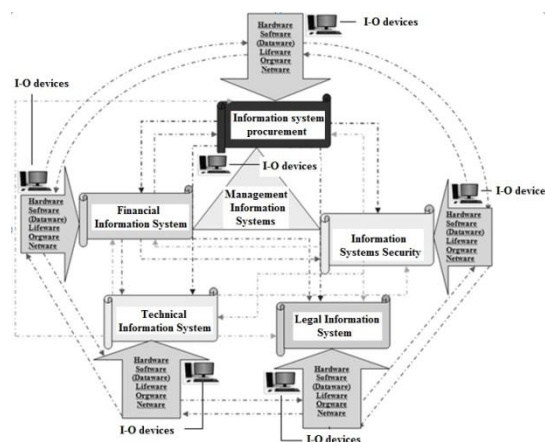 Hardware
Software
(Dataware)
Lifeware
Orgware
Netware
I-O devices
I-O devices
Information system
procurement
I-O devices
Management
Information
Systems
Hardware
Software
(Dataware)
Lifeware
Orgware
Netware
Financial
Information System
I-O device
Hardware
Software
(Dataware)
Lifeware
Orgware
Netware
Information
Systems Security
Technical
Information System
Legal Information
System
Hardware
Software
(Dataware)
Lifeware
Orgware
Netware
I-O devices
Hardware
Software
(Dataware)
Lifeware
Orgware
Netware
I-O devices